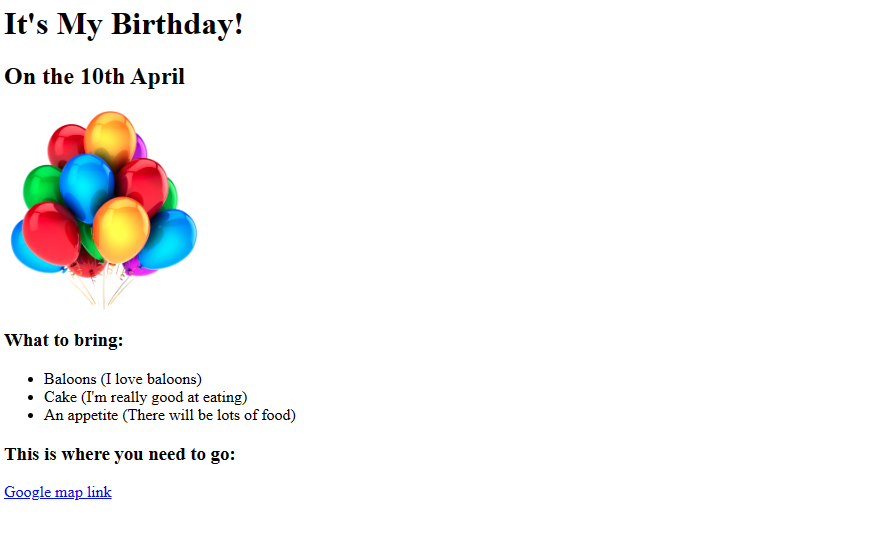 It's My Birthday!
On the 10th April
What to bring:
Baloons (I love baloons)
Cake (I'm really good at eating)
An appetite (There will be lots of food)
This is where you need to go:
Google map link